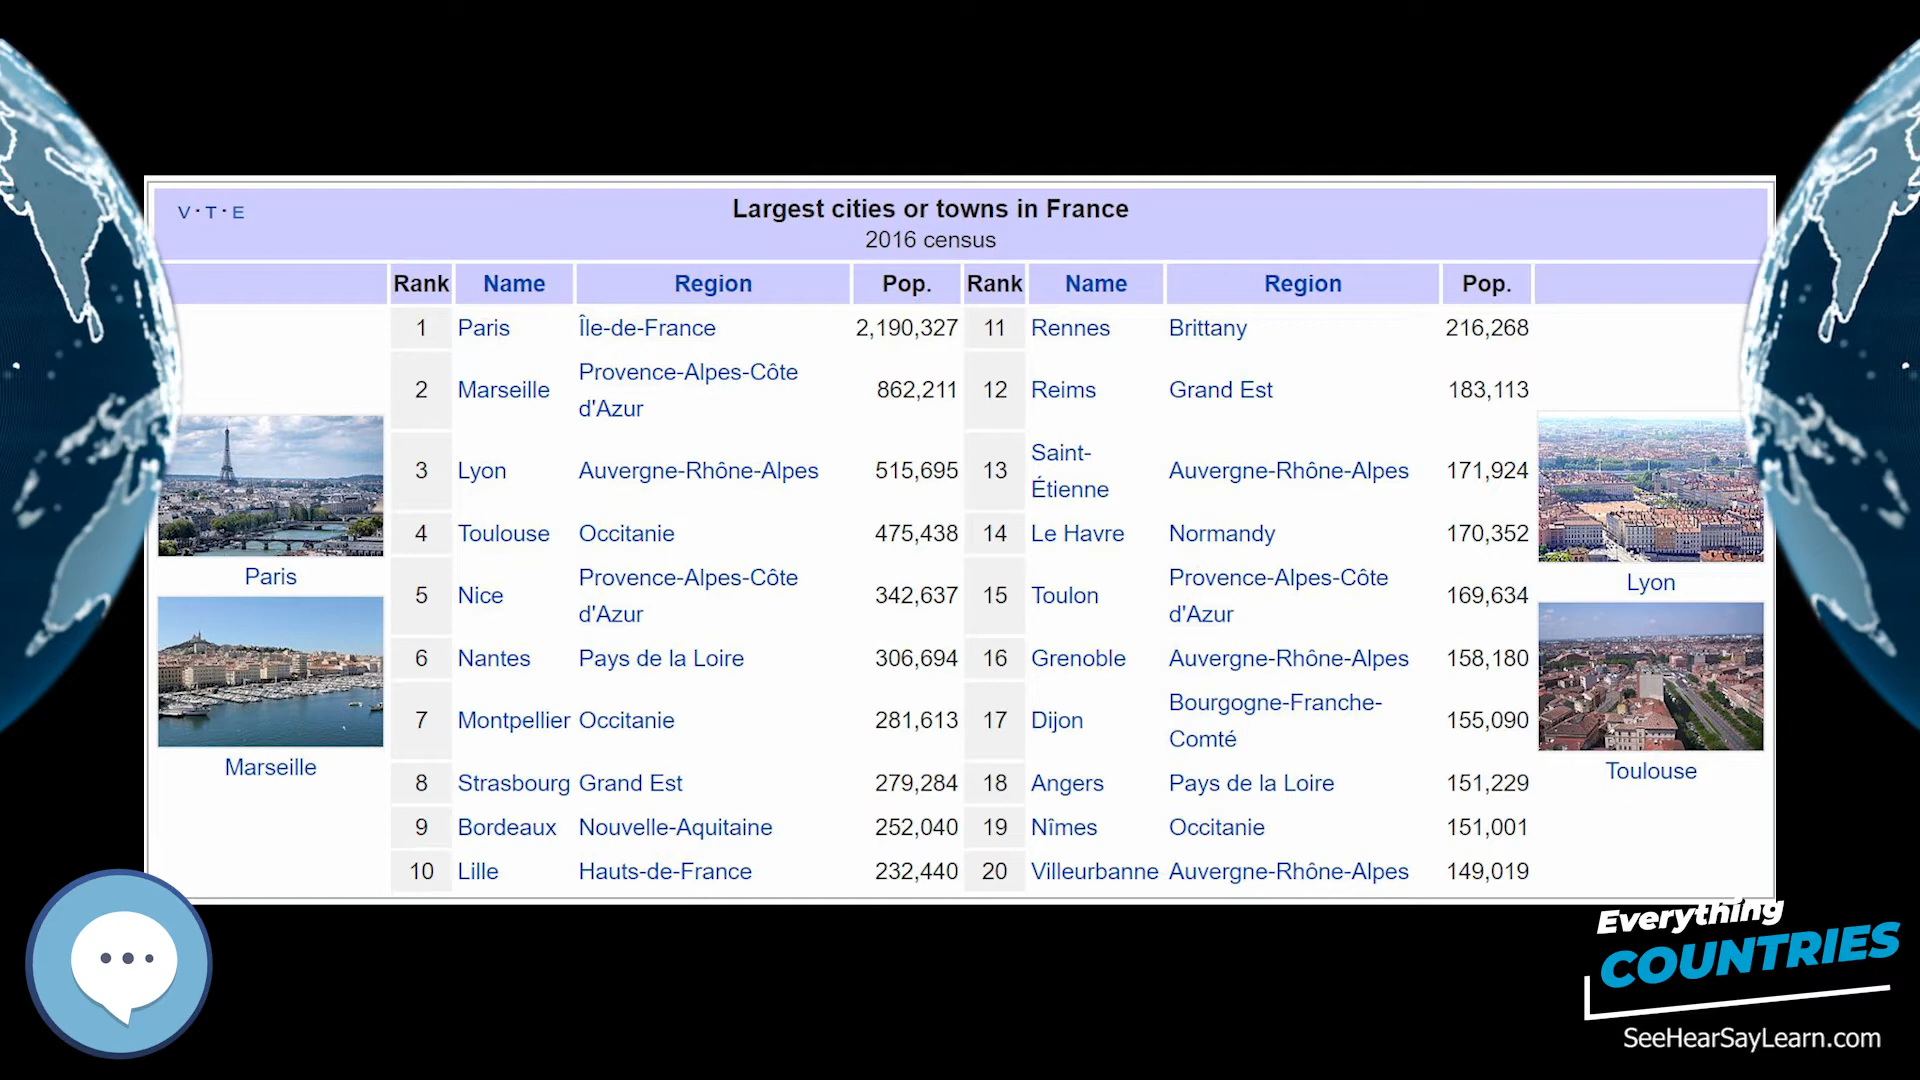 V · T · E
Largest cities or towns in France
2016 census
Rank Name Region Pop. Rank Name Region Pop.
1 Paris Île-de-France 2,190,327 11 Rennes Brittany 216,268
2 Marseille Provence-Alpes-Côte d'Azur 862,211 12 Reims Grand Est 183,113
3 Lyon Auvergne-Rhône-Alpes 515,695 13 Saint-Étienne Auvergne-Rhône-Alpes 171,924
4 Toulouse Occitanie 475,438 14 Le Havre Normandy 170,352
5 Nice Provence-Alpes-Côte d'Azur 342,637 15 Toulon Provence-Alpes-Côte d'Azur 169,634
6 Nantes Pays de la Loire 306,694 16 Grenoble Auvergne-Rhône-Alpes 158,180
7 Montpellier Occitanie 281,613 17 Dijon Bourgogne-Franche-Comté 155,090
8 Strasbourg Grand Est 279,284 18 Angers Pays de la Loire 151,229
9 Bordeaux Nouvelle-Aquitaine 252,040 19 Nîmes Occitanie 151,001
10 Lille Hauts-de-France 232,440 20 Villeurbanne Auvergne-Rhône-Alpes 149,019
Paris
Marseille
Lyon
Toulouse
Everything
COUNTRIES
SeeHearSayLearn.com